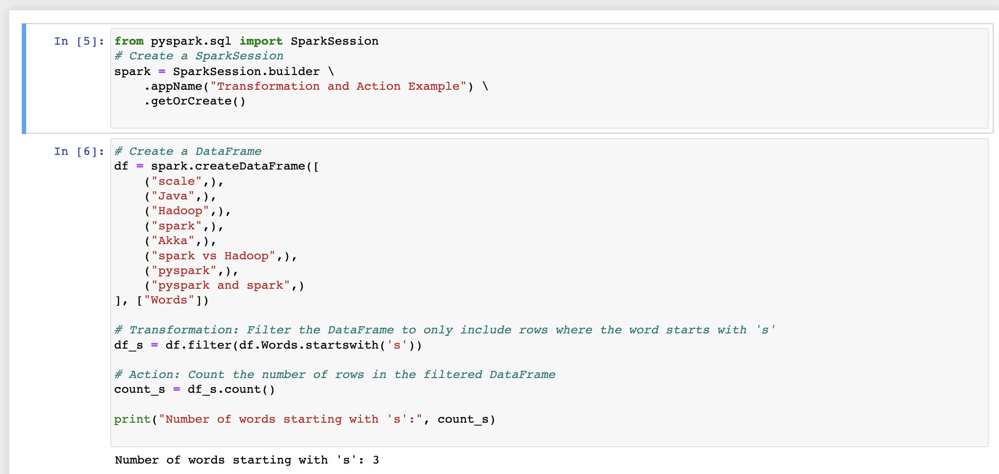 In [5]: from pyspark.sql import SparkSession
# Create a SparkSession
spark = SparkSession.builder \
    .appName("Transformation and Action Example") \
    .getOrCreate()
In [6]: # Create a DataFrame
df = spark.createDataFrame([
    ("scale",),
    ("Java",),
    ("Hadoop",),
    ("spark",),
    ("Akka",),
    ("spark vs Hadoop",),
    ("pyspark",),
    ("pyspark and spark",)
], ["Words"])
# Transformation: Filter the DataFrame to only include rows where the word starts with 's'
df_s = df.filter(df.Words.startswith('s'))
# Action: Count the number of rows in the filtered DataFrame
count_s = df_s.count()
print("Number of words starting with 's':", count_s)
Number of words starting with 's': 3